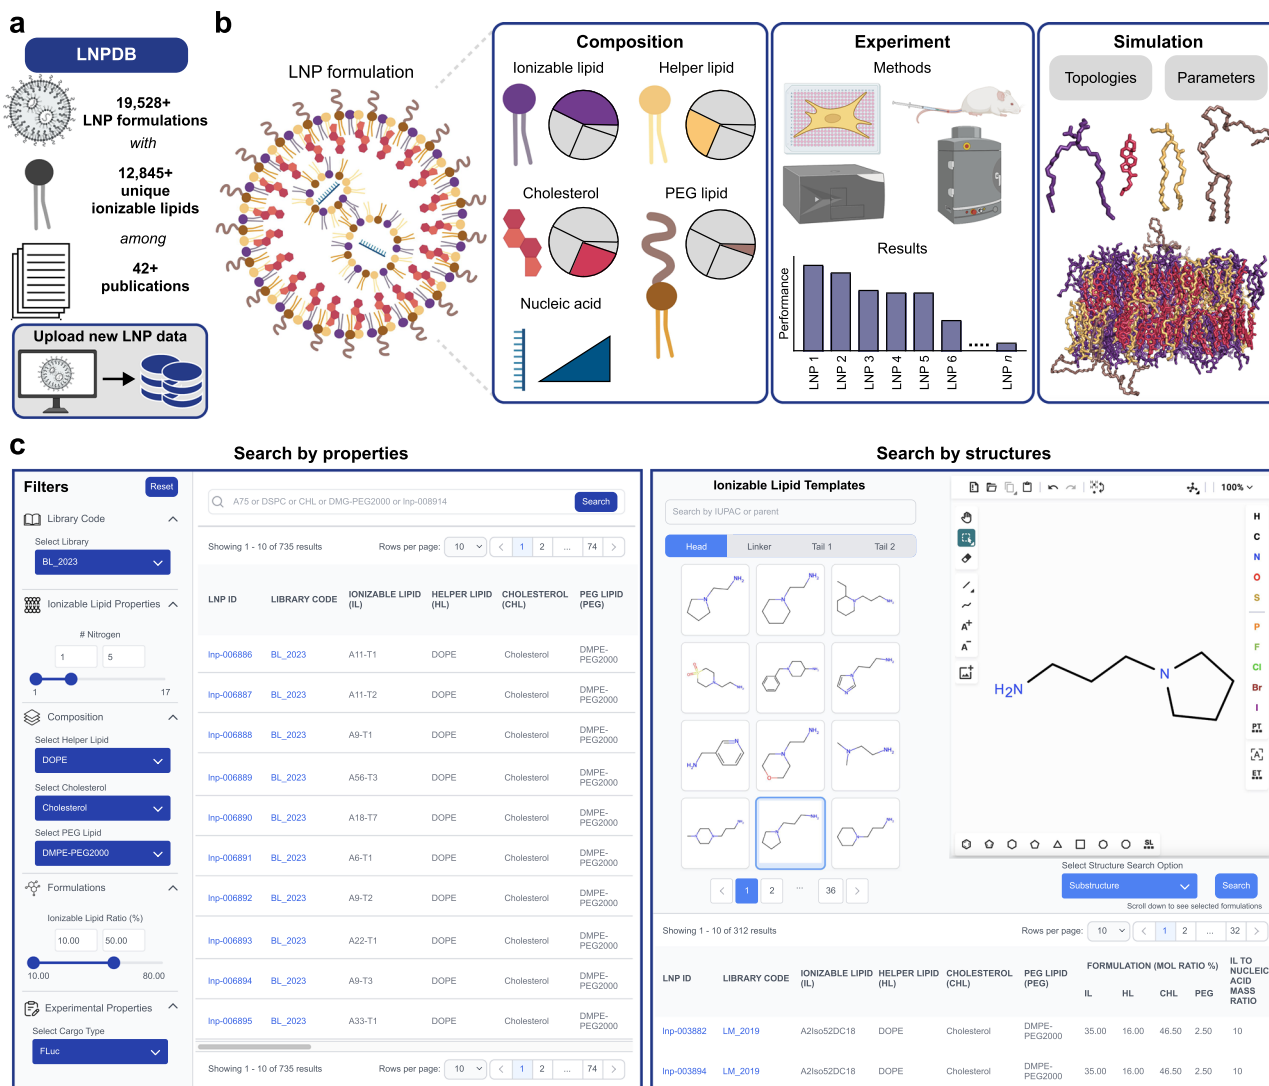 a
LNPDB
19,528+
LNP formulations
with
12,845+
unique
ionizable lipids
among
42+
publications
Upload new LNP data
b
LNP formulation
Composition
Ionizable lipid
Helper lipid
Cholesterol
PEG lipid
Nucleic acid
Experiment
Methods
Results
Performance
LNP 1
LNP 2
LNP 3
LNP 4
LNP 5
LNP 6
....
LNP n
Simulation
Topologies
Parameters
c
Search by properties
Filters
Reset
Library Code
Select Library
BL_2023
Ionizable Lipid Properties
# Nitrogen
1 5
1 17
Composition
Select Helper Lipid
DOPE
Select Cholesterol
Cholesterol
Select PEG Lipid
DMPE-PEG2000
Formulations
Ionizable Lipid Ratio (%)
10.00 50.00
10.00 80.00
Experimental Properties
Select Cargo Type
FLuc
A75 or DSPC or CHL or DMG-PEG2000 or lnp-008914
Search
Showing 1 - 10 of 735 results
Rows per page: 10 1 2 ... 74
LNP ID LIBRARY CODE IONIZABLE LIPID (IL) HELPER LIPID (HL) CHOLESTEROL (CHL) PEG LIPID (PEG)
lnp-006886 BL_2023 A11-T1 DOPE Cholesterol DMPE-PEG2000
lnp-006887 BL_2023 A11-T2 DOPE Cholesterol DMPE-PEG2000
lnp-006888 BL_2023 A9-T1 DOPE Cholesterol DMPE-PEG2000
lnp-006889 BL_2023 A56-T3 DOPE Cholesterol DMPE-PEG2000
lnp-006890 BL_2023 A18-T7 DOPE Cholesterol DMPE-PEG2000
lnp-006891 BL_2023 A6-T1 DOPE Cholesterol DMPE-PEG2000
lnp-006892 BL_2023 A9-T2 DOPE Cholesterol DMPE-PEG2000
lnp-006893 BL_2023 A22-T1 DOPE Cholesterol DMPE-PEG2000
lnp-006894 BL_2023 A9-T3 DOPE Cholesterol DMPE-PEG2000
lnp-006895 BL_2023 A33-T1 DOPE Cholesterol DMPE-PEG2000
Showing 1 - 10 of 735 results
Rows per page: 10 1 2 ... 74
Search by structures
Ionizable Lipid Templates
Search by IUPAC or parent
Head Linker Tail 1 Tail 2
1 2 ... 36
100%
H
C
N
O
S
P
F
Cl
Br
I
PT
[A]
ET
A+
A-
H2N N
SL
Select Structure Search Option
Substructure
Search
Scroll down to see selected formulations
Showing 1 - 10 of 312 results
Rows per page: 10 1 2 ... 32
LNP ID LIBRARY CODE IONIZABLE LIPID (IL) HELPER LIPID (HL) CHOLESTEROL (CHL) PEG LIPID (PEG) FORMULATION (MOL RATIO %) IL HL CHL PEG IL TO NUCLEIC ACID MASS RATIO
lnp-003882 LM_2019 A2Iso52DC18 DOPE Cholesterol DMPE-PEG2000 35.00 16.00 46.50 2.50 10
lnp-003894 LM_2019 A2Iso52DC18 DOPE Cholesterol DMPE-PEG2000 35.00 16.00 46.50 2.50 10